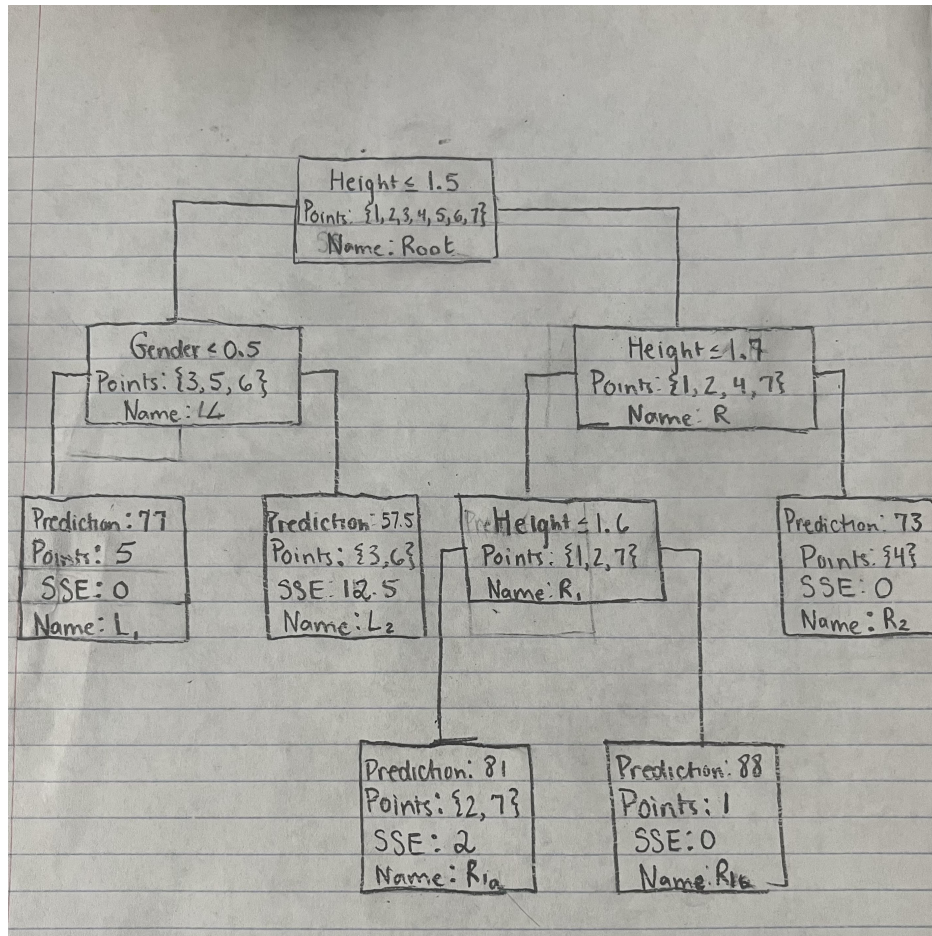 Height ≤ 1.5
Points: {1,2,3,4,5,6,7}
Name: Root
Gender ≤ 0.5
Points: {3,5,6}
Name: L
Height ≤ 1.7
Points: {1,2,4,7}
Name: R
Prediction: 77
Points: 5
SSE: 0
Name: L₁
Prediction: 57.5
Points: {3,6}
SSE: 12.5
Name: L₂
Height ≤ 1.6
Points: {1,2,7}
Name: R₁
Prediction: 73
Points: {4}
SSE: 0
Name: R₂
Prediction: 81
Points: {2,7}
SSE: 2
Name: R₁ₐ
Prediction: 88
Points: 1
SSE: 0
Name: